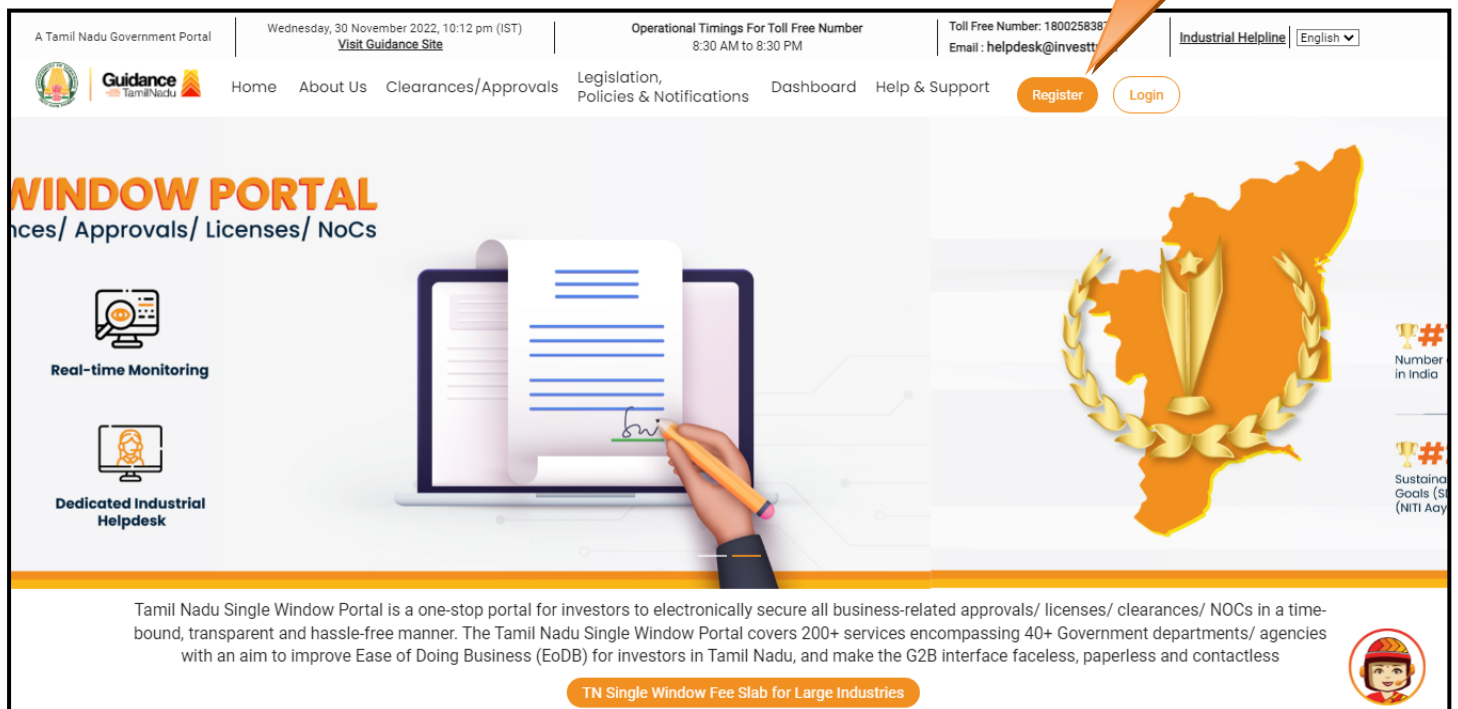 A Tamil Nadu Government Portal
Wednesday, 30 November 2022, 10:12 pm (IST)
Visit Guidance Site
Operational Timings For Toll Free Number
8:30 AM to 8:30 PM
Toll Free Number: 1800258387
Email : helpdesk@investt
Industrial Helpline
English
Guidance
TamilNadu
Home
About Us
Clearances/Approvals
Legislation,
Policies & Notifications
Dashboard
Help & Support
Register
Login
WINDOW PORTAL
nces/ Approvals/ Licenses/ NoCs
Real-time Monitoring
Dedicated Industrial
Helpdesk
#
Number
in India
#
Sustaina
Goals (S
(NITI Aay
Tamil Nadu Single Window Portal is a one-stop portal for investors to electronically secure all business-related approvals/ licenses/ clearances/ NOCs in a time-
bound, transparent and hassle-free manner. The Tamil Nadu Single Window Portal covers 200+ services encompassing 40+ Government departments/ agencies
with an aim to improve Ease of Doing Business (EoDB) for investors in Tamil Nadu, and make the G2B interface faceless, paperless and contactless
TN Single Window Fee Slab for Large Industries